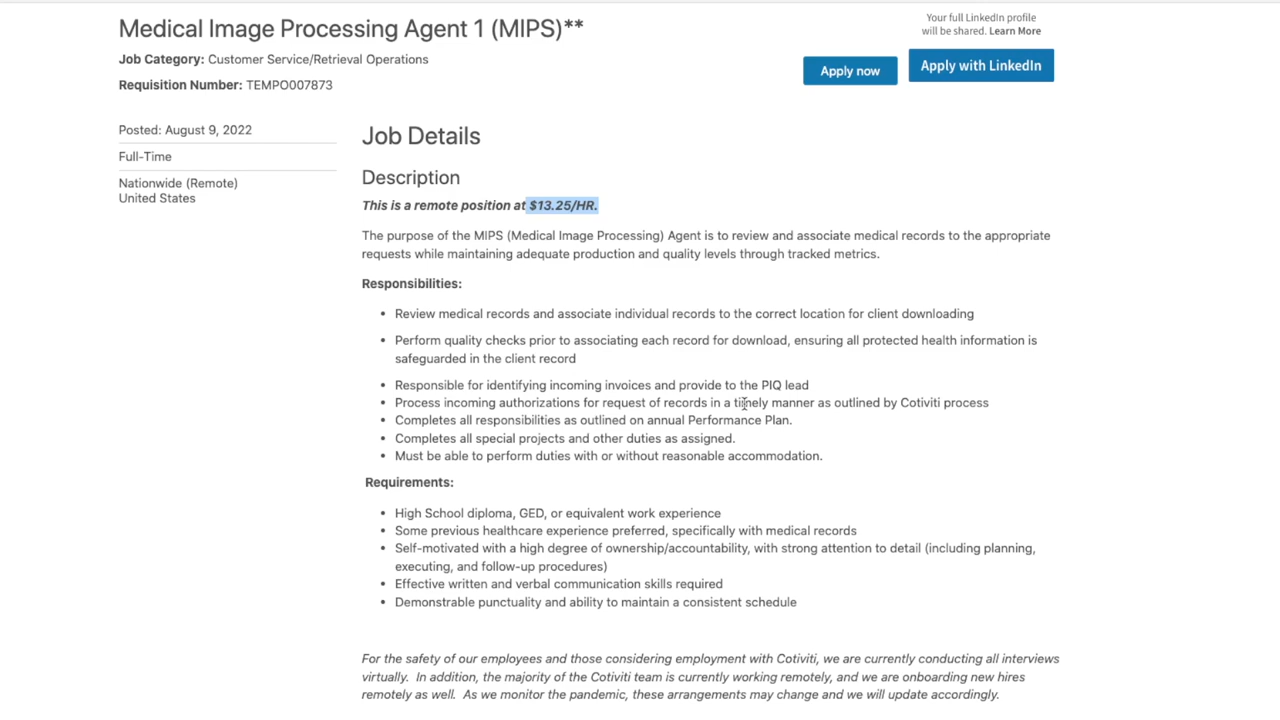 Medical Image Processing Agent 1 (MIPS)**
Your full LinkedIn profile
will be shared. Learn More
Job Category: Customer Service/Retrieval Operations
Apply now
Apply with LinkedIn
Requisition Number: TEMPO007873
Posted: August 9, 2022
Full-Time
Nationwide (Remote)
United States
Job Details
Description
This is a remote position at $13.25/HR.
The purpose of the MIPS (Medical Image Processing) Agent is to review and associate medical records to the appropriate
requests while maintaining adequate production and quality levels through tracked metrics.
Responsibilities:
• Review medical records and associate individual records to the correct location for client downloading
• Perform quality checks prior to associating each record for download, ensuring all protected health information is
safeguarded in the client record
• Responsible for identifying incoming invoices and provide to the PIQ lead
• Process incoming authorizations for request of records in a timely manner as outlined by Cotiviti process
• Completes all responsibilities as outlined on annual Performance Plan.
• Completes all special projects and other duties as assigned.
• Must be able to perform duties with or without reasonable accommodation.
Requirements:
• High School diploma, GED, or equivalent work experience
• Some previous healthcare experience preferred, specifically with medical records
• Self-motivated with a high degree of ownership/accountability, with strong attention to detail (including planning,
executing, and follow-up procedures)
• Effective written and verbal communication skills required
• Demonstrable punctuality and ability to maintain a consistent schedule
For the safety of our employees and those considering employment with Cotiviti, we are currently conducting all interviews
virtually. In addition, the majority of the Cotiviti team is currently working remotely, and we are onboarding new hires
remotely as well. As we monitor the pandemic, these arrangements may change and we will update accordingly.